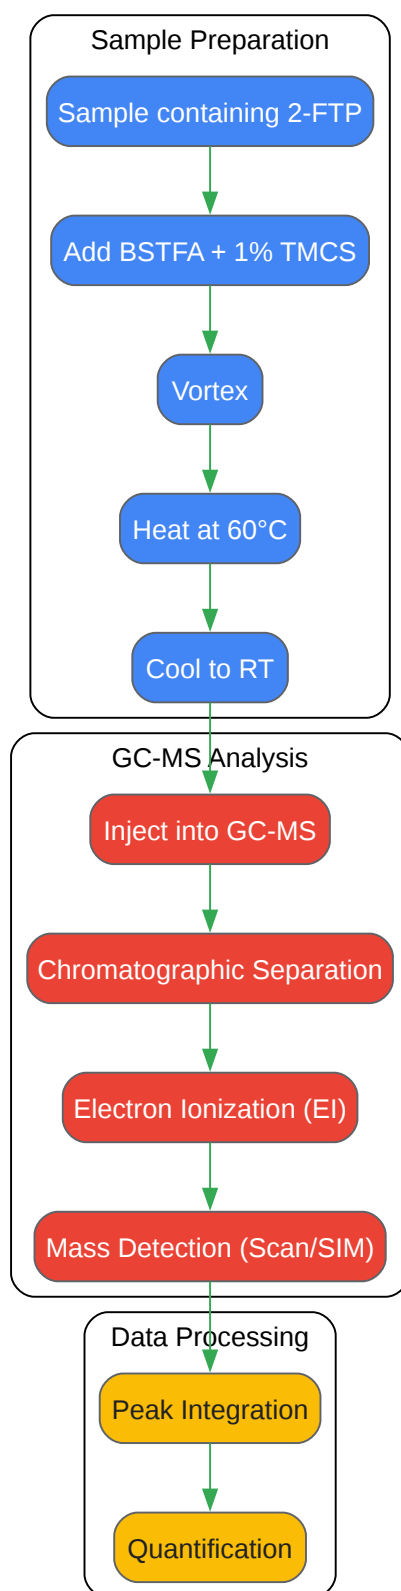 Sample Preparation
Sample containing 2-FTP
Add BSTFA + 1% TMCS
Vortex
Heat at 60°C
Cool to RT
GC-MS Analysis
Inject into GC-MS
Chromatographic Separation
Electron Ionization (EI)
Mass Detection (Scan/SIM)
Data Processing
Peak Integration
Quantification